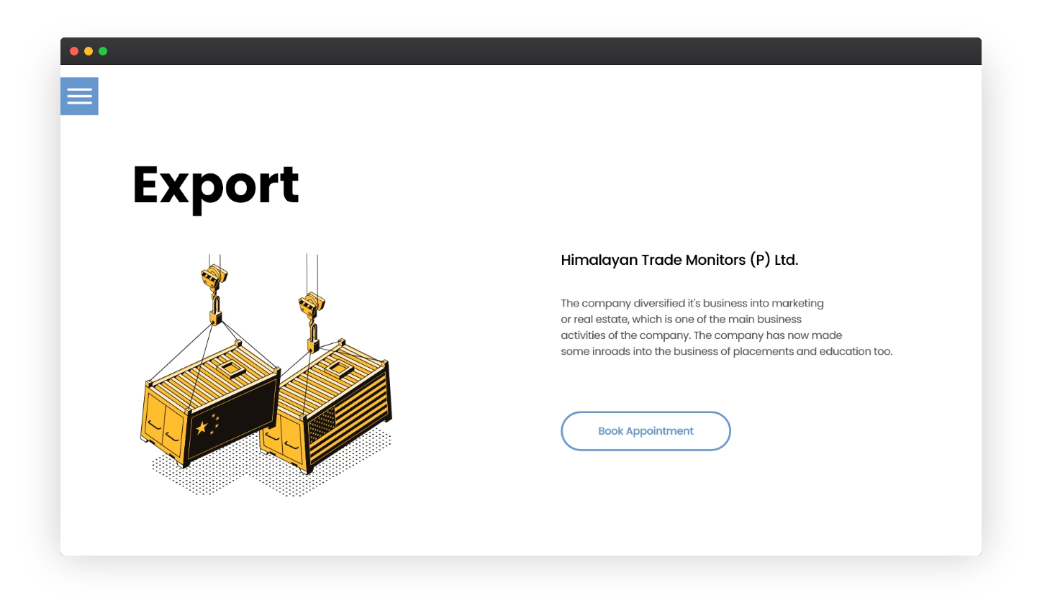 Export
Himalayan Trade Monitors (P) Ltd.
The company diversified it's business into marketing
or real estate, which is one of the main business
activities of the company. The company has now made
some inroads into the business of placements and education too.
Book Appointment